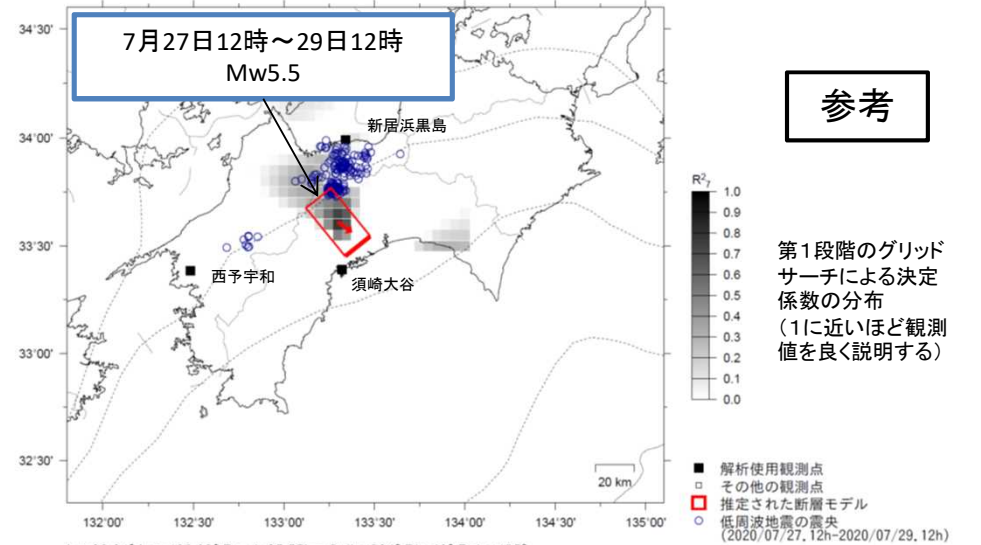 7月27日12時～29日12時
Mw5.5
参考
新居浜黒島
西予宇和
須崎大谷
34°30'
34°00'
33°30'
33°00'
32°30'
132°00'
132°30'
133°00'
133°30'
134°00'
134°30'
135°00'
20 km
R²₇
1.0
0.9
0.8
0.7
0.6
0.5
0.4
0.3
0.2
0.1
0.0
第１段階のグリッド
サーチによる決定
係数の分布
（１に近いほど観測
値を良く説明する）
解析使用観測点
その他の観測点
推定された断層モデル
低周波地震の震央
(2020/07/27.12h-2020/07/29.12h)